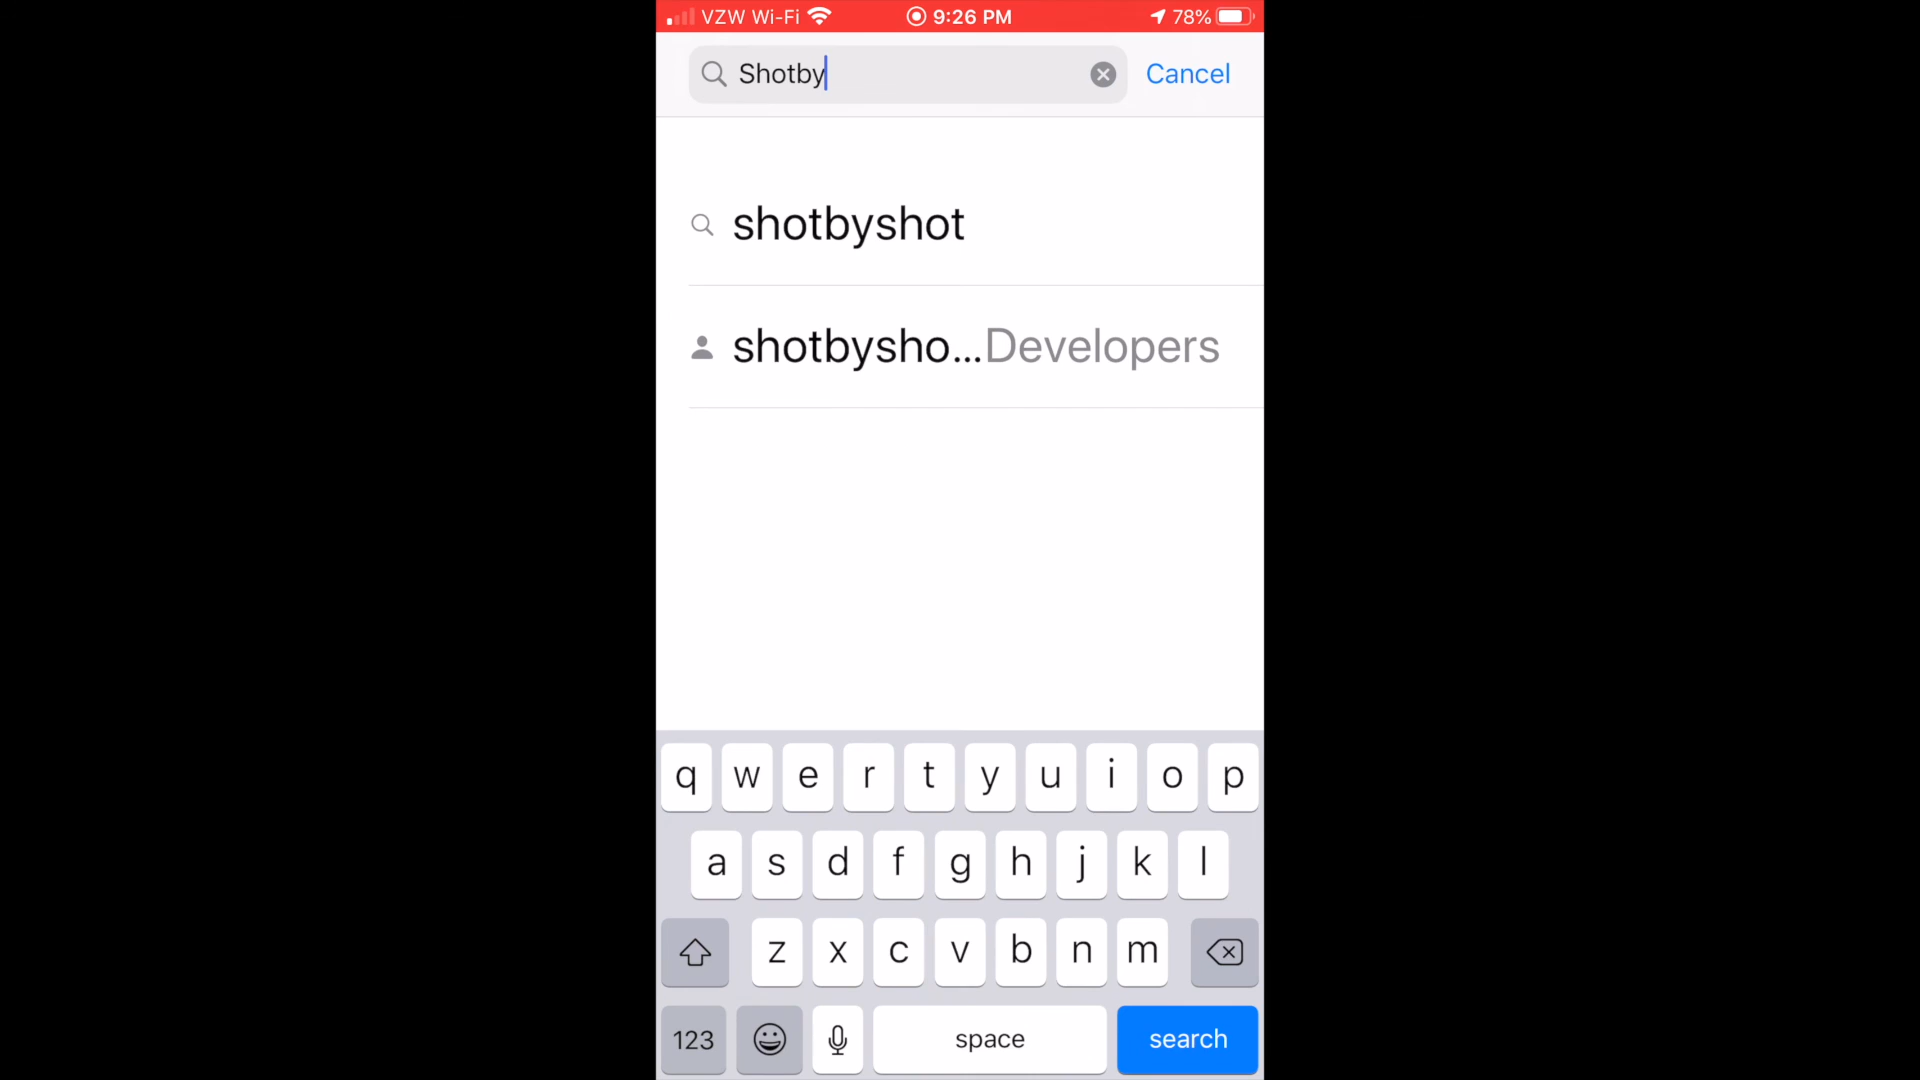 VZW Wi-Fi 9:26 PM 78%
Shotby Cancel
shotbyshot
shotbysho...Developers
q w e r t y u i o p
a s d f g h j k l
z x c v b n m
123 space search